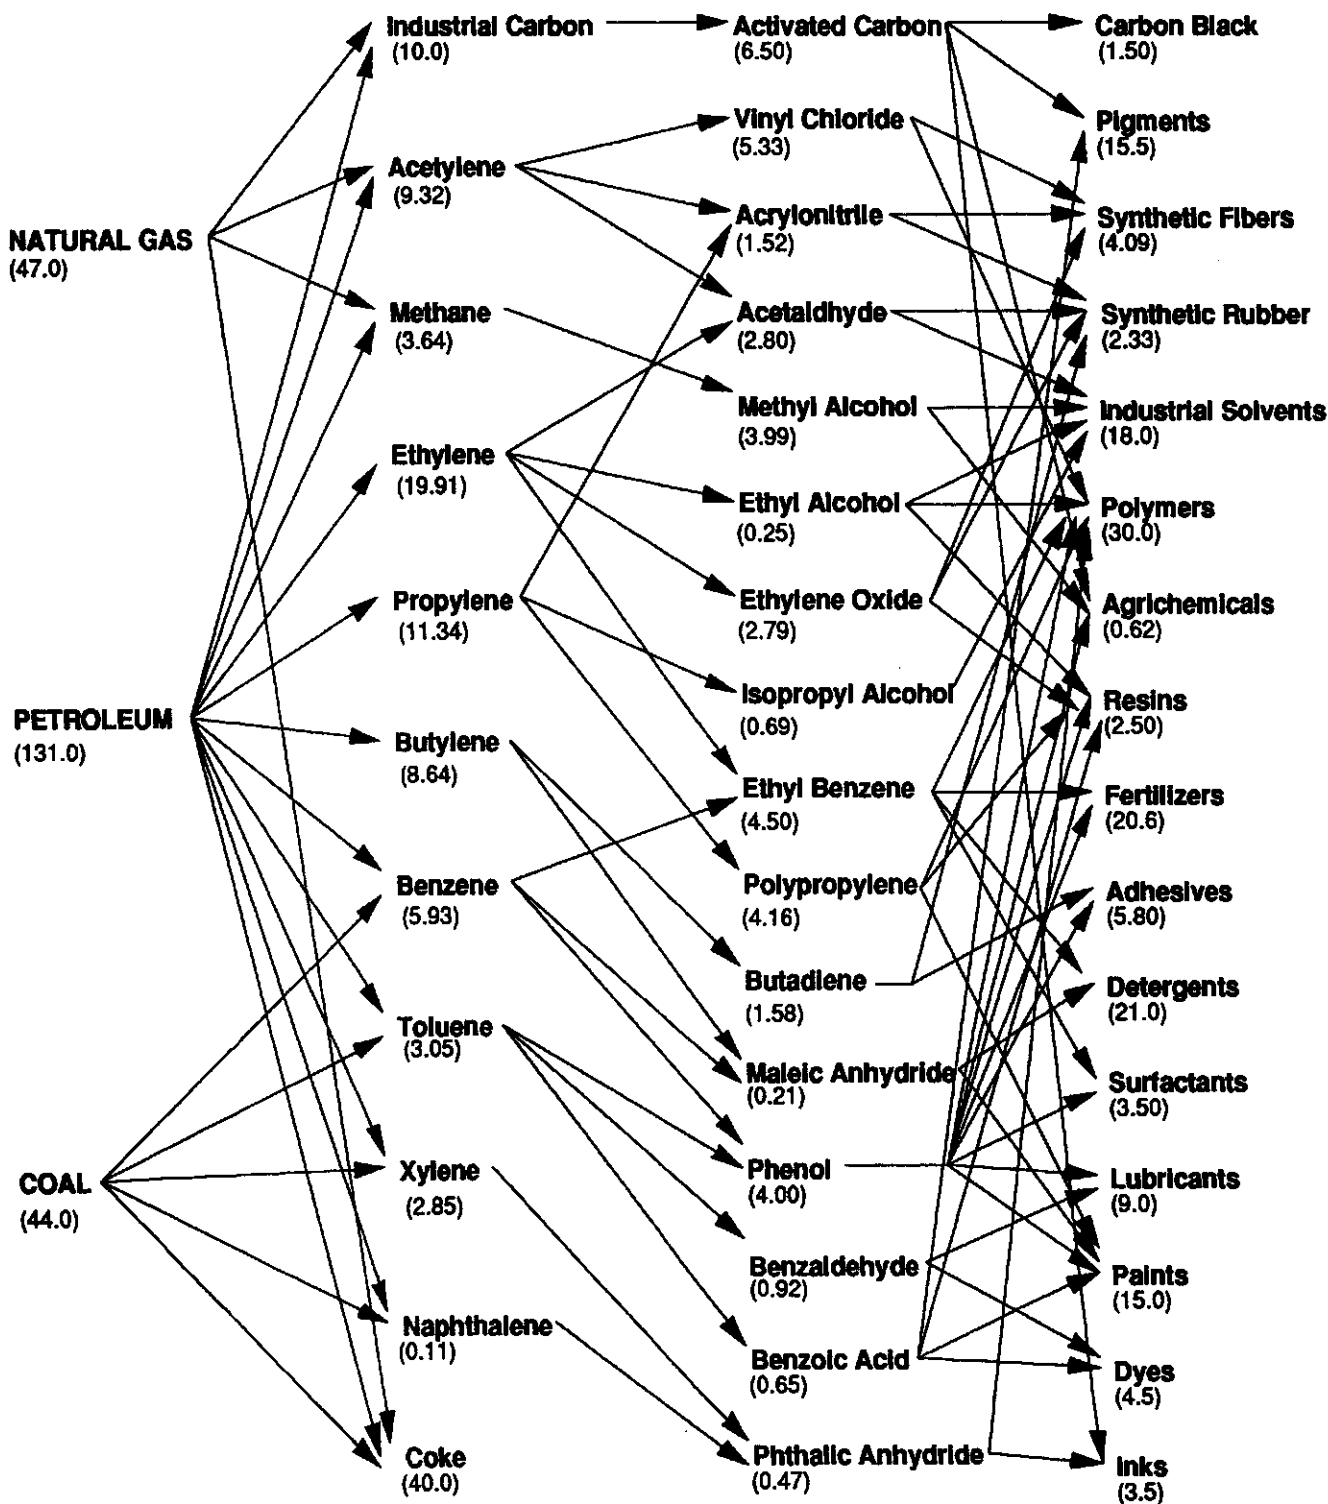 NATURAL GAS
(47.0)
PETROLEUM
(131.0)
COAL
(44.0)
Industrial Carbon
(10.0)
Acetylene
(9.32)
Methane
(3.64)
Ethylene
(19.91)
Propylene
(11.34)
Butylene
(8.64)
Benzene
(5.93)
Toluene
(3.05)
Xylene
(2.85)
Naphthalene
(0.11)
Coke
(40.0)
Activated Carbon
(6.50)
Vinyl Chloride
(5.33)
Acrylonitrile
(1.52)
Acetaldhyde
(2.80)
Methyl Alcohol
(3.99)
Ethyl Alcohol
(0.25)
Ethylene Oxide
(2.79)
Isopropyl Alcohol
(0.69)
Ethyl Benzene
(4.50)
Polypropylene
(4.16)
Butadiene
(1.58)
Maleic Anhydride
(0.21)
Phenol
(4.00)
Benzaldehyde
(0.92)
Benzoic Acid
(0.65)
Phthalic Anhydride
(0.47)
Carbon Black
(1.50)
Pigments
(15.5)
Synthetic Fibers
(4.09)
Synthetic Rubber
(2.33)
Industrial Solvents
(18.0)
Polymers
(30.0)
Agrichemicals
(0.62)
Resins
(2.50)
Fertilizers
(20.6)
Adhesives
(5.80)
Detergents
(21.0)
Surfactants
(3.50)
Lubricants
(9.0)
Paints
(15.0)
Dyes
(4.5)
Inks
(3.5)